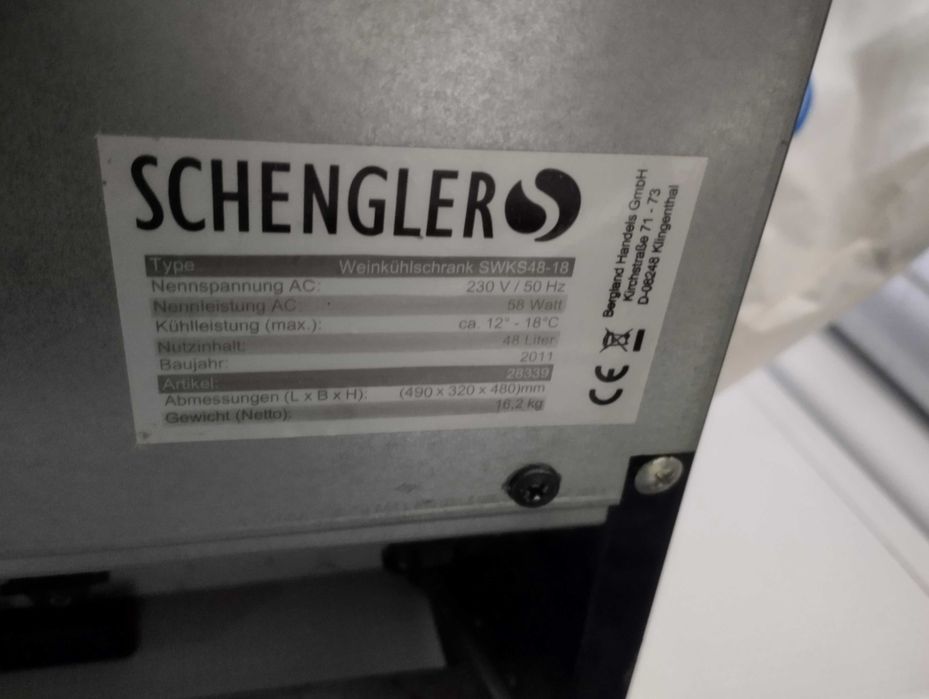 SCHENGLER
Type Weinkühlschrank SWKS48-18
Nennspannung AC: 230 V / 50 Hz
Nennleistung AC: 58 Watt
Kühlleistung (max.): ca. 12° - 18°C
Nutzinhalt: 48 Liter
Baujahr: 2011
Artikel: 28339
Abmessungen (L x B x H): (490 x 320 x 480)mm
Gewicht (Netto): 16,2 kg
CE
Bergland Handels GmbH
Kirchstraße 71 - 73
D-08248 Klingenthal